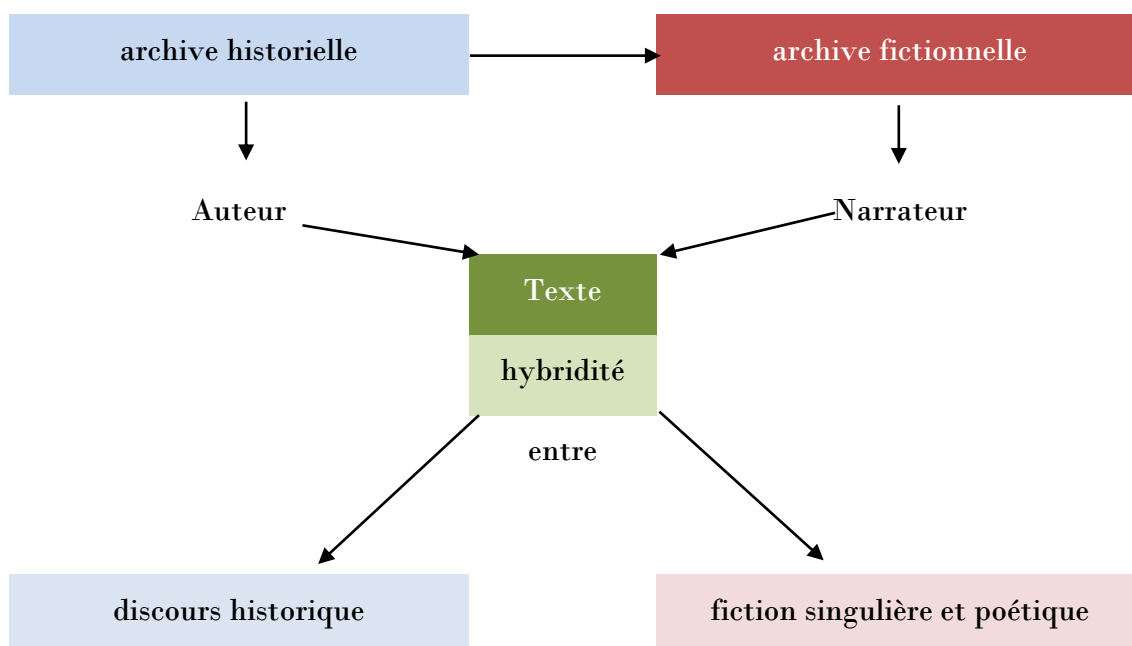 archive historielle
archive fictionnelle
Auteur
Narrateur
Texte
hybridité
entre
discours historique
fiction singulière et poétique